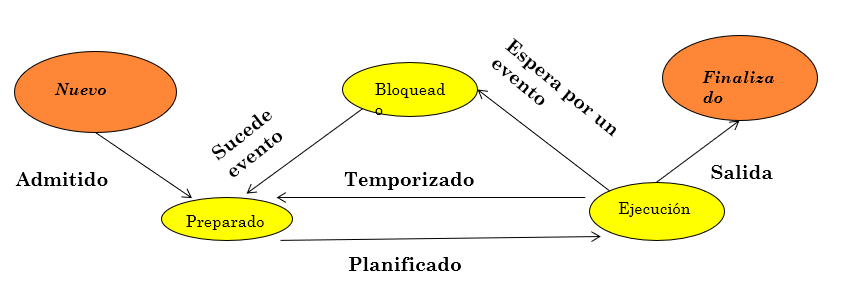 Nuevo
Bloquead
o
Espera por un
evento
Finaliza
do
Sucede
evento
Admitido
Temporizado
Salida
Preparado
Ejecución
Planificado